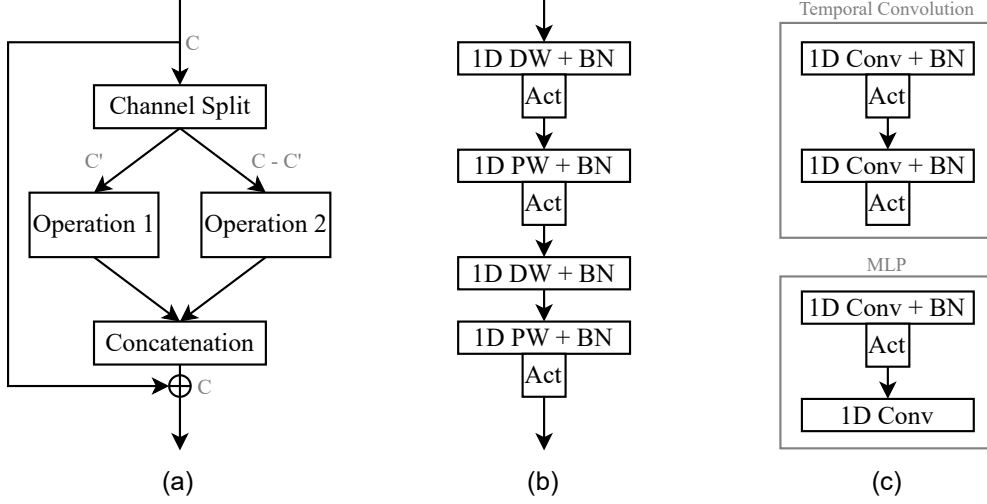 C
Channel Split
C'
C - C'
Operation 1
Operation 2
Concatenation
C
(a)
1D DW + BN
Act
1D PW + BN
Act
1D DW + BN
1D PW + BN
Act
(b)
Temporal Convolution
1D Conv + BN
Act
1D Conv + BN
Act
MLP
1D Conv + BN
Act
1D Conv
(c)